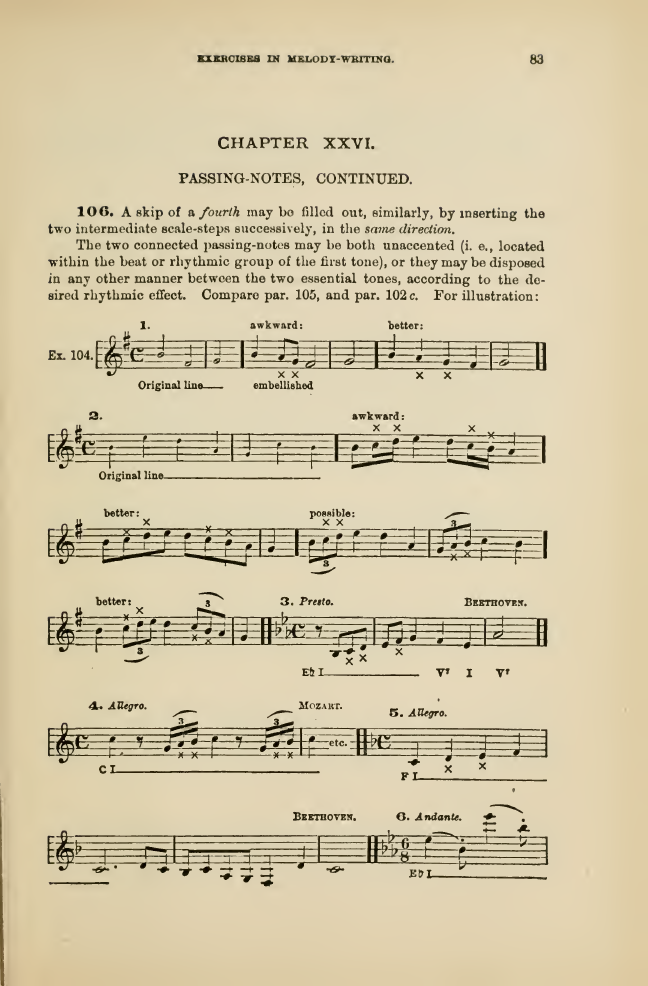 EXERCISES IN MELODY-WRITING. 83
CHAPTER XXVI.
PASSING-NOTES, CONTINUED.
106. A skip of a fourth may be filled out, similarly, by inserting the
two intermediate scale-steps successively, in the same direction.
The two connected passing-notes may be both unaccented (i. e., located
within the beat or rhythmic group of the first tone), or they may be disposed
in any other manner between the two essential tones, according to the de-
sired rhythmic effect. Compare par. 105, and par. 102 c. For illustration:
1. awkward: better:
Ex. 104.
x x x x
Original line embellished
2. awkward:
x x x x
Original line
better: x x x possible: x x 3
3 x x
better: x x 3 3. Presto. BEETHOVEN.
3 x x x x x
E♭ I V⁷ I V⁷
4. Allegro. 3 3 MOZART. 5. Allegro.
etc.
x x x x x x
C I F I
BEETHOVEN. 6. Andante.
6
8
E♭ I